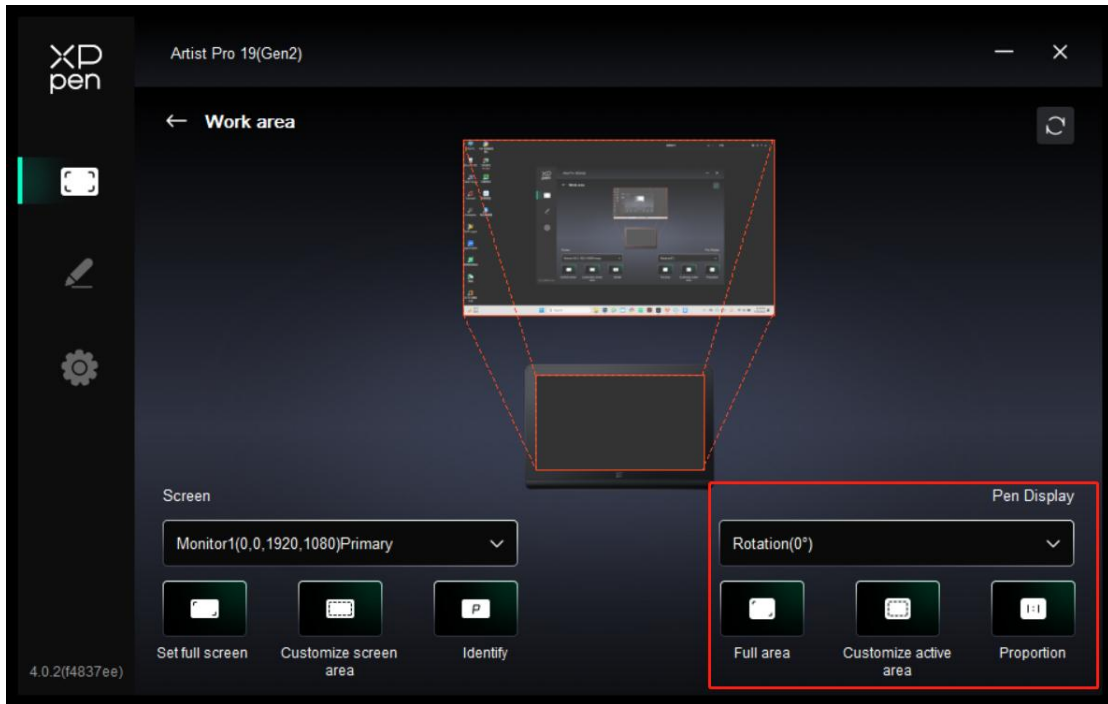 XP
pen
Artist Pro 19(Gen2)
Work area
Screen
Pen Display
Monitor1(0,0,1920,1080)Primary
Rotation(0°)
P
1:1
Set full screen
Customize screen
area
Identify
Full area
Customize active
area
Proportion
4.0.2(f4837ee)